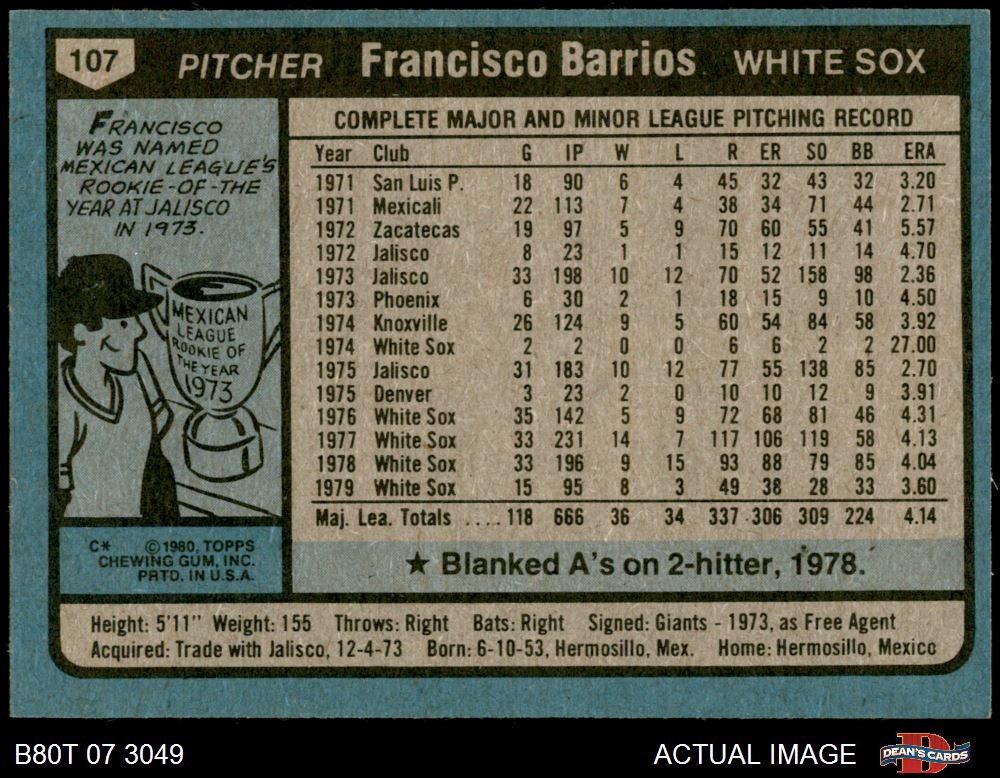 107 PITCHER Francisco Barrios WHITE SOX
FRANCISCO
WAS NAMED
MEXICAN LEAGUE'S
ROOKIE-OF-THE
YEAR AT JALISCO
IN 1973.
MEXICAN
LEAGUE
ROOKIE OF
THE YEAR
1973
C* ©1980, TOPPS
CHEWING GUM, INC.
PRTD. IN U.S.A.
COMPLETE MAJOR AND MINOR LEAGUE PITCHING RECORD
Year Club G IP W L R ER SO BB ERA
1971 San Luis P. 18 90 6 4 45 32 43 32 3.20
1971 Mexicali 22 113 7 4 38 34 71 44 2.71
1972 Zacatecas 19 97 5 9 70 60 55 41 5.57
1972 Jalisco 8 23 1 1 15 12 11 14 4.70
1973 Jalisco 33 198 10 12 70 52 158 98 2.36
1973 Phoenix 6 30 2 1 18 15 9 10 4.50
1974 Knoxville 26 124 9 5 60 54 84 58 3.92
1974 White Sox 2 2 0 0 6 6 2 2 27.00
1975 Jalisco 31 183 10 12 77 55 138 85 2.70
1975 Denver 3 23 2 0 10 10 12 9 3.91
1976 White Sox 35 142 5 9 72 68 81 46 4.31
1977 White Sox 33 231 14 7 117 106 119 58 4.13
1978 White Sox 33 196 9 15 93 88 79 85 4.04
1979 White Sox 15 95 8 3 49 38 28 33 3.60
Maj. Lea. Totals .... 118 666 36 34 337 306 309 224 4.14
★ Blanked A's on 2-hitter, 1978.
Height: 5'11" Weight: 155 Throws: Right Bats: Right Signed: Giants - 1973, as Free Agent
Acquired: Trade with Jalisco, 12-4-73 Born: 6-10-53, Hermosillo, Mex. Home: Hermosillo, Mexico
B80T 07 3049 ACTUAL IMAGE DEAN'S CARDS